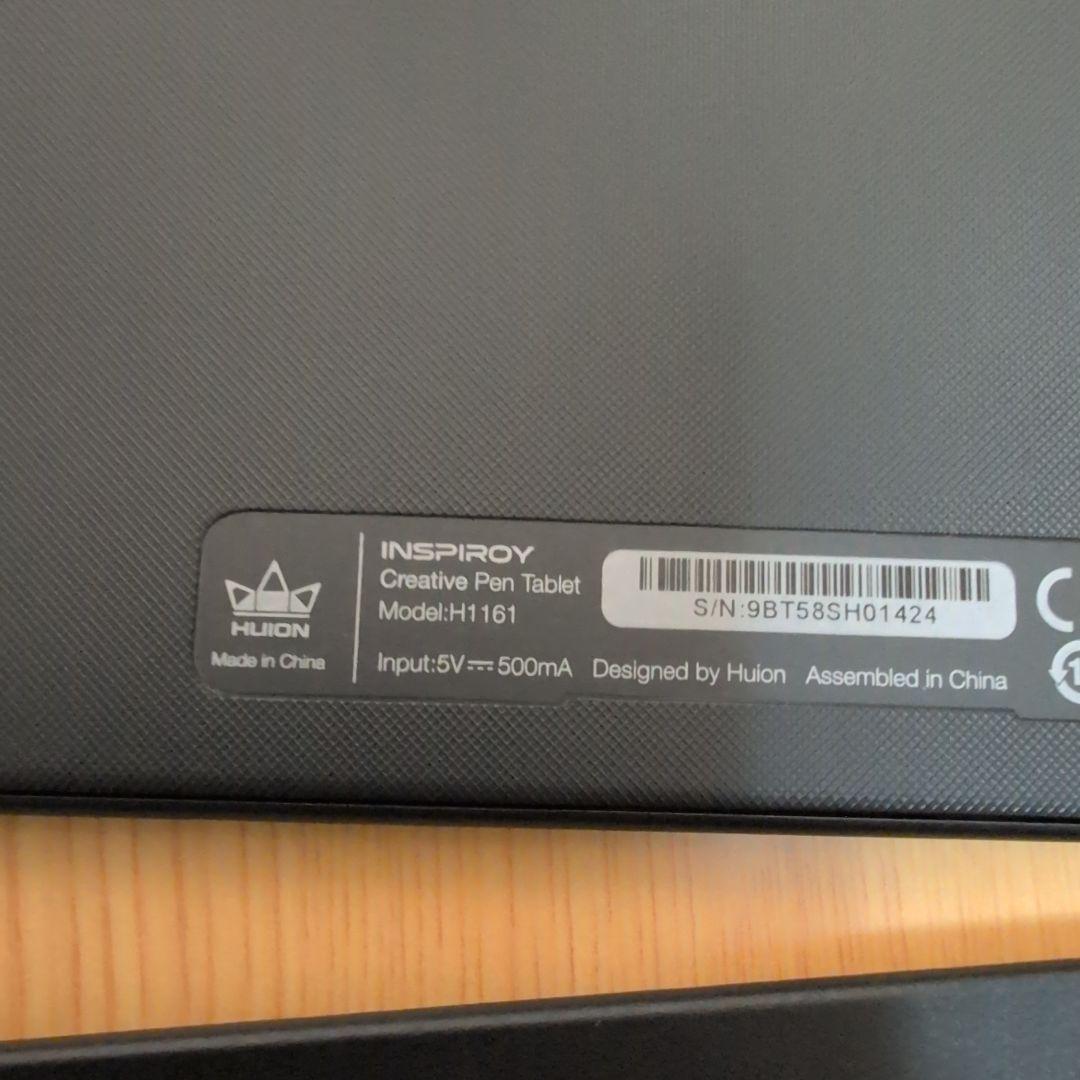 HUION
Made in China
INSPIROY
Creative Pen Tablet
Model:H1161
Input:5V⎓500mA Designed by Huion Assembled in China
S/N:9BT58SH01424